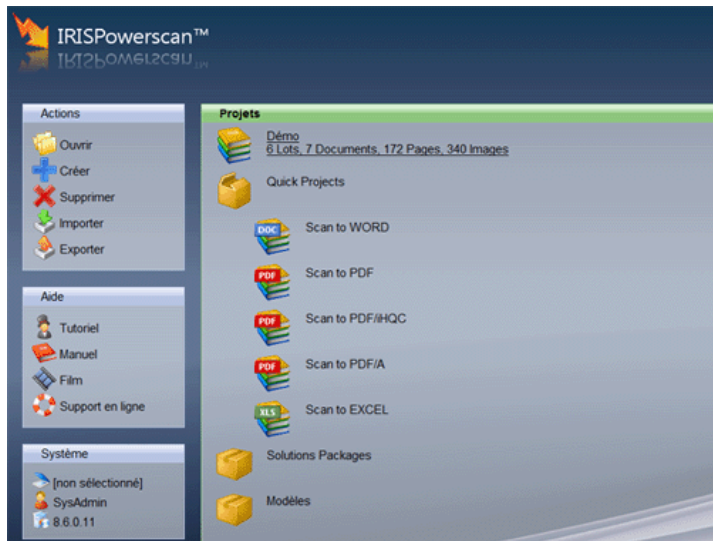 IRISPowerscan™
Actions
Ouvrir
Créer
Supprimer
Importer
Exporter
Aide
Tutoriel
Manuel
Film
Support en ligne
Système
[non sélectionné]
SysAdmin
8.6.0.11
Projets
Démo
6 Lots, 7 Documents, 172 Pages, 340 Images
Quick Projects
DOC Scan to WORD
PDF Scan to PDF
PDF Scan to PDF/iHQC
PDF Scan to PDF/A
XLS Scan to EXCEL
Solutions Packages
Modèles